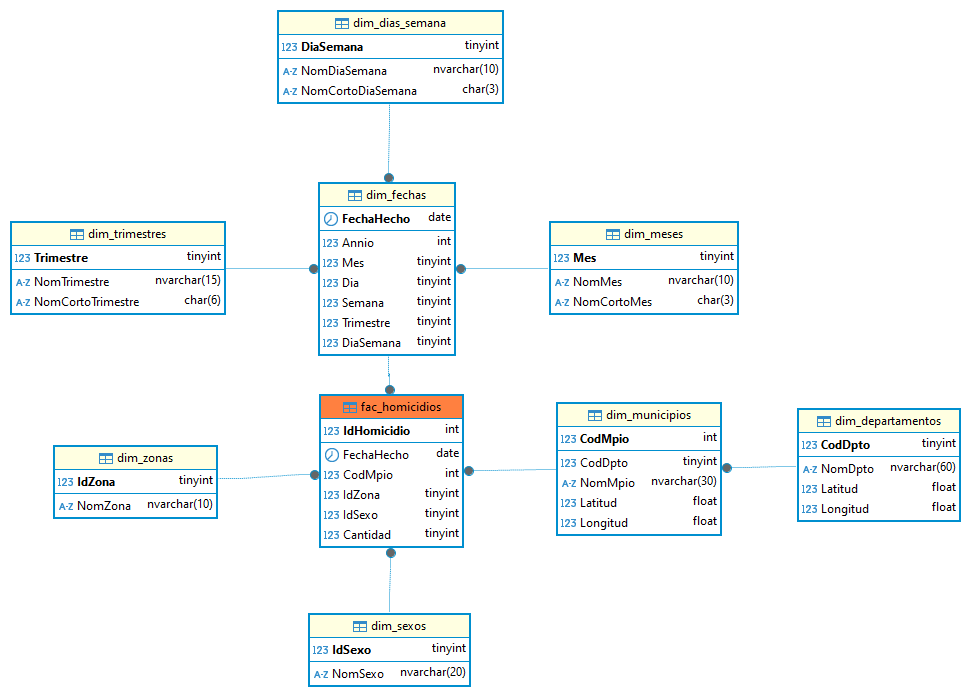 dim_dias_semana
123 DiaSemana tinyint
A-Z NomDiaSemana nvarchar(10)
A-Z NomCortoDiaSemana char(3)
dim_fechas
FechaHecho date
123 Annio int
123 Mes tinyint
123 Dia tinyint
123 Semana tinyint
123 Trimestre tinyint
123 DiaSemana tinyint
dim_trimestres
123 Trimestre tinyint
A-Z NomTrimestre nvarchar(15)
A-Z NomCortoTrimestre char(6)
dim_meses
123 Mes tinyint
A-Z NomMes nvarchar(10)
A-Z NomCortoMes char(3)
fac_homicidios
123 IdHomicidio int
FechaHecho date
123 CodMpio int
123 IdZona tinyint
123 IdSexo tinyint
123 Cantidad tinyint
dim_municipios
123 CodMpio int
123 CodDpto tinyint
A-Z NomMpio nvarchar(30)
123 Latitud float
123 Longitud float
dim_departamentos
123 CodDpto tinyint
A-Z NomDpto nvarchar(60)
123 Latitud float
123 Longitud float
dim_zonas
123 IdZona tinyint
A-Z NomZona nvarchar(10)
dim_sexos
123 IdSexo tinyint
A-Z NomSexo nvarchar(20)